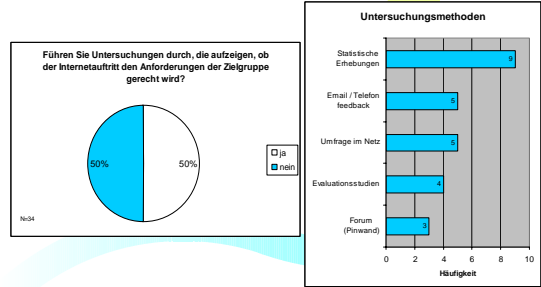 Führen Sie Untersuchungen durch, die aufzeigen, ob
der Internetauftritt den Anforderungen der Zielgruppe
gerecht wird?
50%
50%
ja
nein
N=34
Untersuchungsmethoden
Statistische
Erhebungen
9
Email / Telefon
feedback
5
Umfrage im Netz
5
Evaluationsstudien
4
Forum
(Pinwand)
3
0 2 4 6 8 10
Häufigkeit